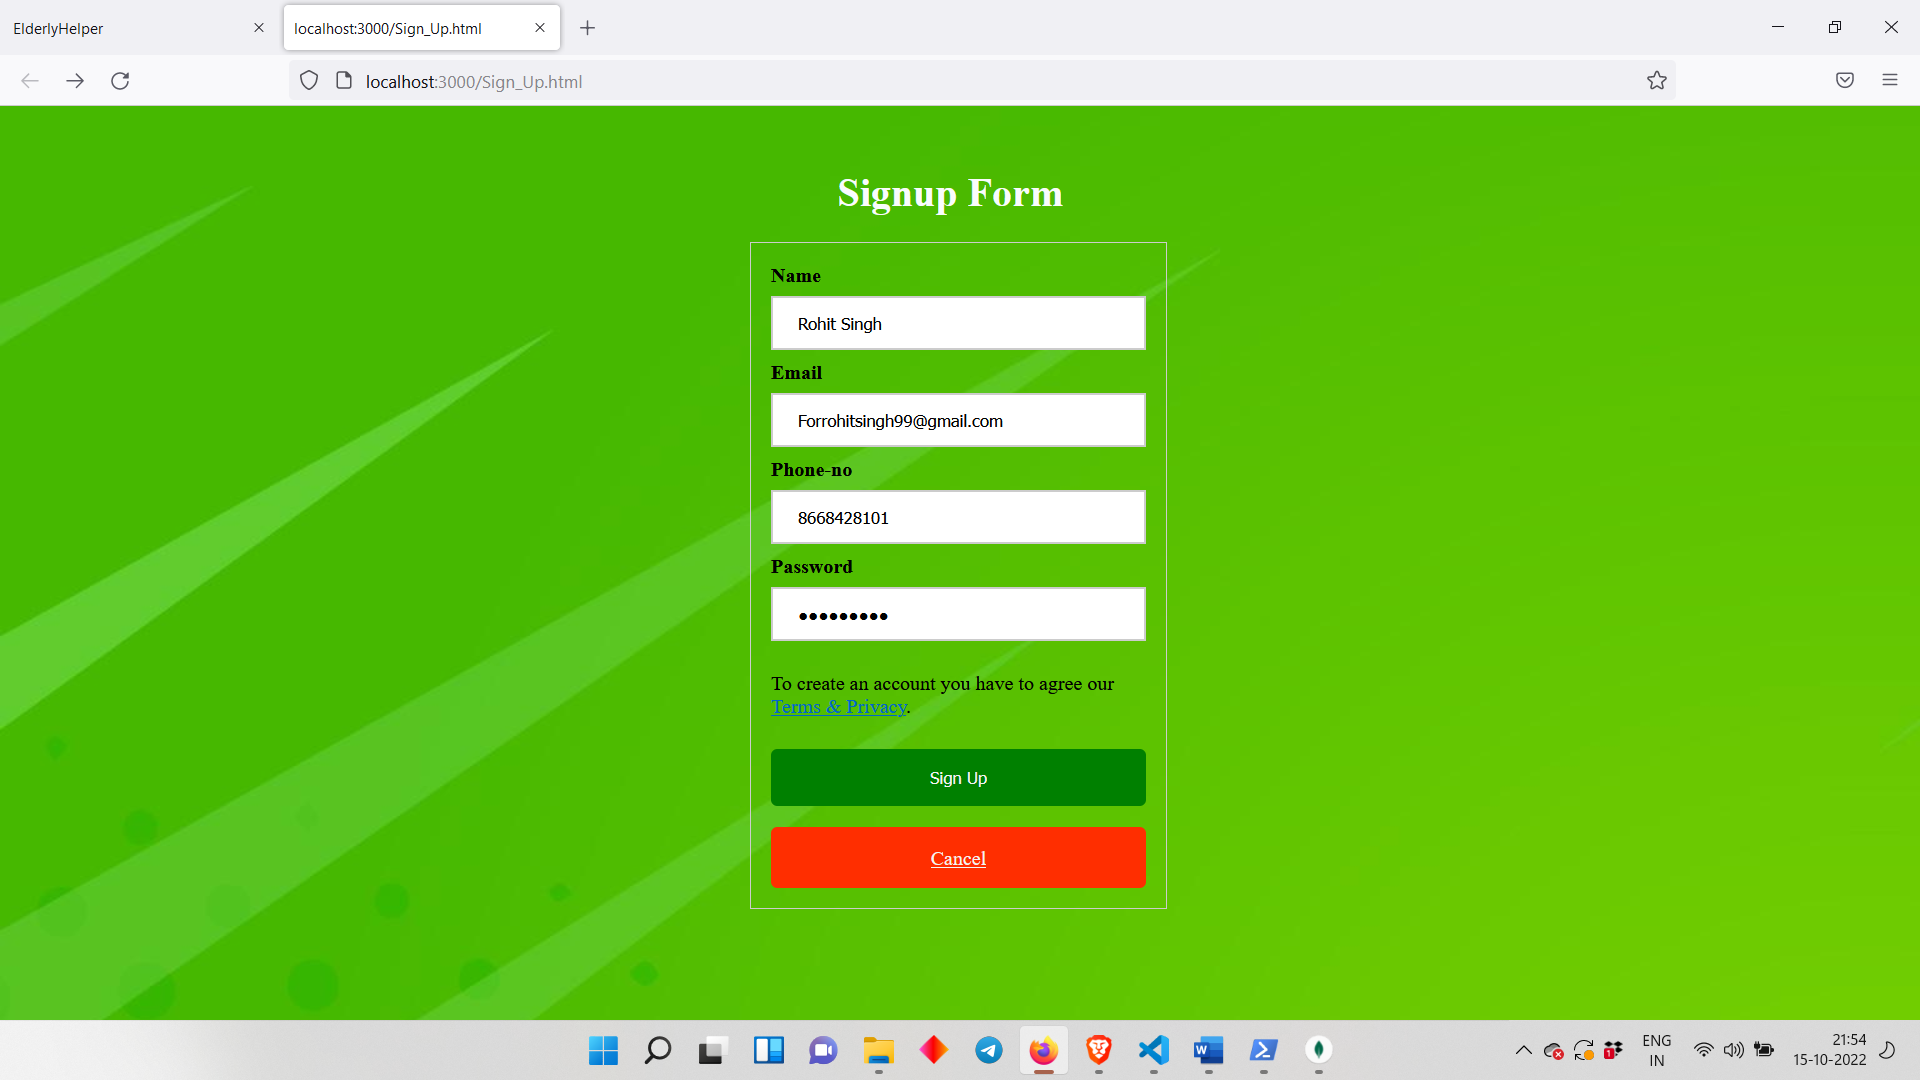 ElderlyHelper
localhost:3000/Sign_Up.html
localhost:3000/Sign_Up.html
Signup Form
Name
Rohit Singh
Email
Forrohitsingh99@gmail.com
Phone-no
8668428101
Password
•••••••••
To create an account you have to agree our
Terms & Privacy.
Sign Up
Cancel
W
1
ENG
IN
21:54
15-10-2022